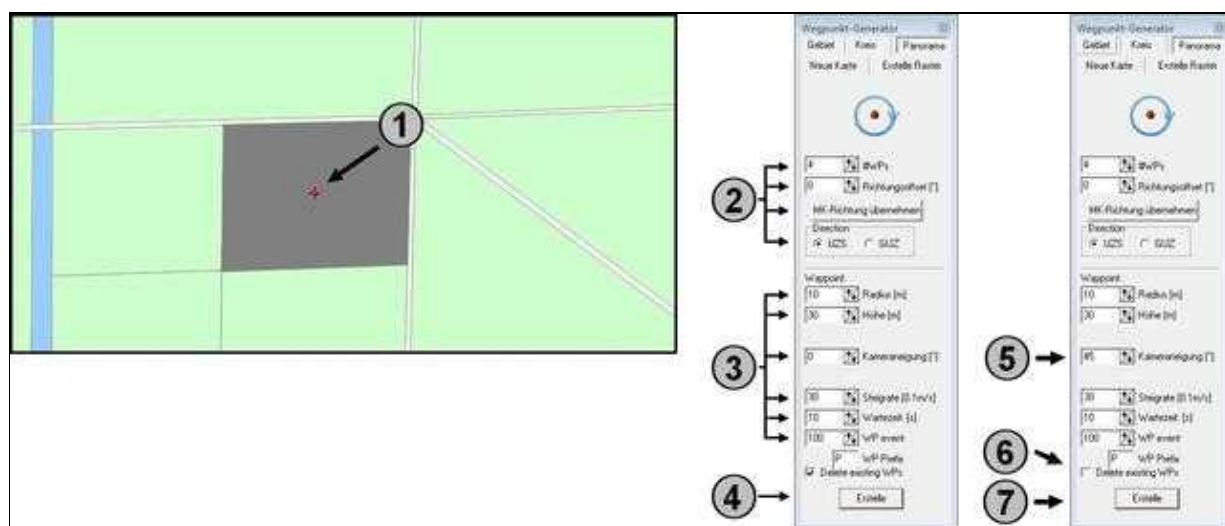 1
Wegpunkt-Generator
Gebiet Kreis Panorama
Neue Karte Erstelle Raster
2
4 #WPs
0 Richtungsoffset [°]
MK-Richtung übernehmen
Direction
UZS GUZ
Waypoint
3
10 Radius [m]
30 Höhe [m]
0 Kameraneigung [°]
30 Steigrate [0.1m/s]
10 Wartezeit [s]
100 WP event
P WP Prefix
Delete existing WPs
4
Erstelle
Wegpunkt-Generator
Gebiet Kreis Panorama
Neue Karte Erstelle Raster
4 #WPs
0 Richtungsoffset [°]
MK-Richtung übernehmen
Direction
UZS GUZ
Waypoint
10 Radius [m]
30 Höhe [m]
5
45 Kameraneigung [°]
30 Steigrate [0.1m/s]
10 Wartezeit [s]
100 WP event
P WP Prefix
6
Delete existing WPs
7
Erstelle